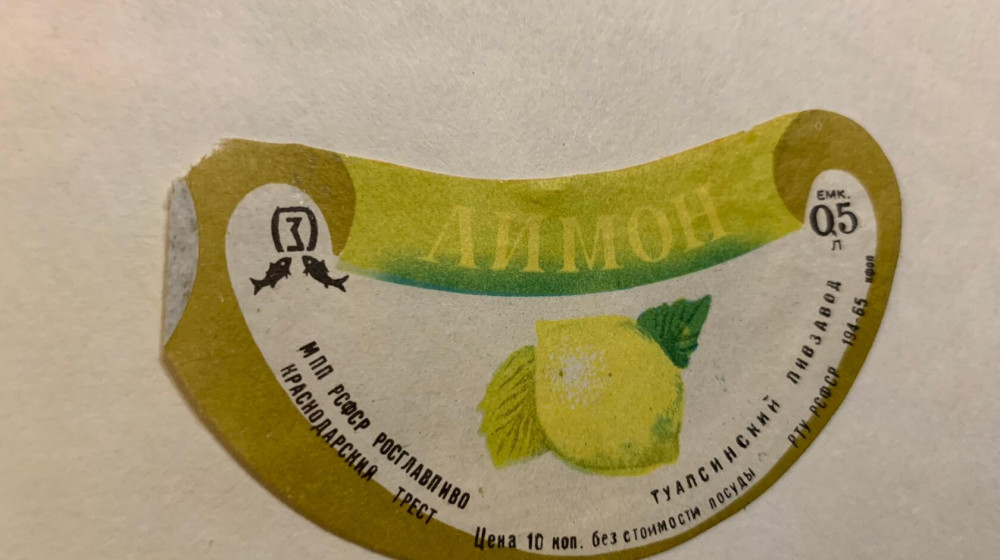 ЛИМОН
ЕМК.
0,5
Л
МПП РСФСР РОСГЛАВПИВО
КРАСНОДАРСКИЙ ТРЕСТ
ТУАПСИНСКИЙ ПИВЗАВОД
РТУ РСФСР 194-65
Цена 10 коп. без стоимости посуды